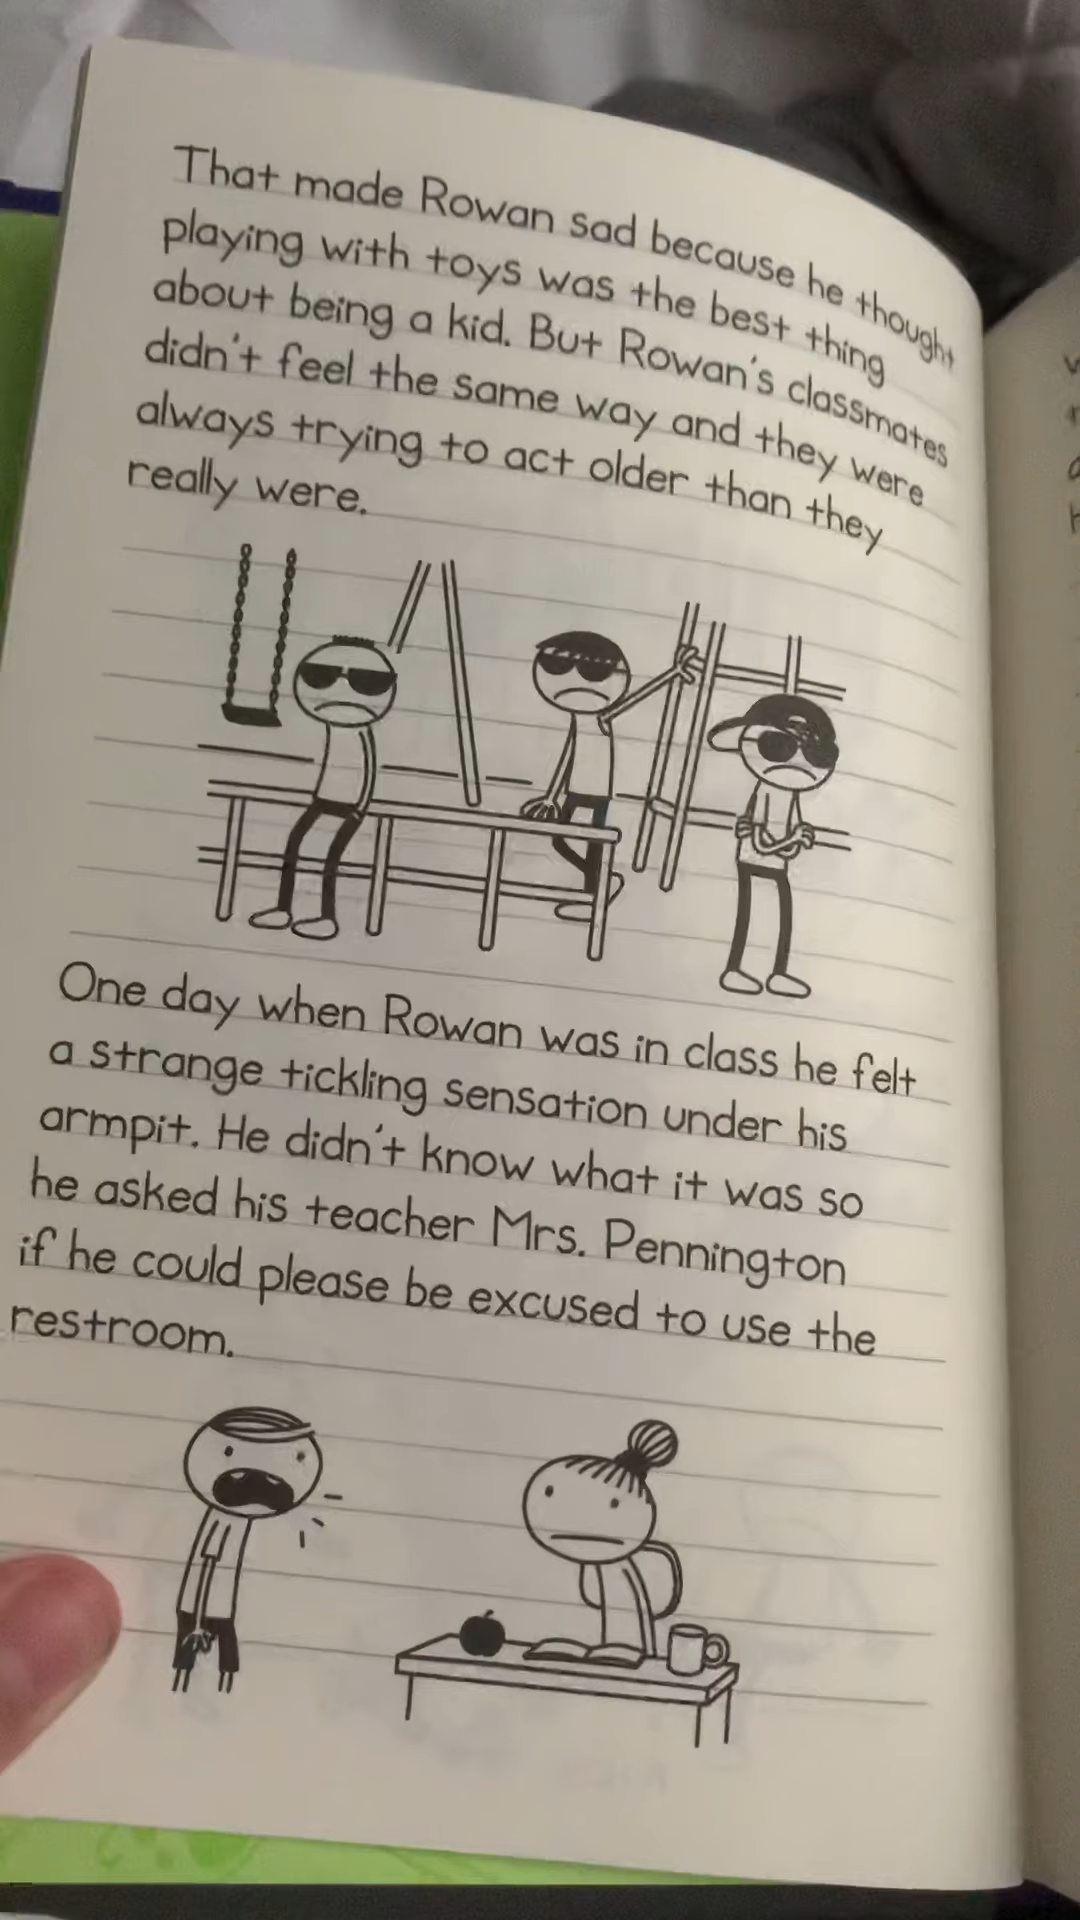 That made Rowan sad because he thought
playing with toys was the best thing
about being a kid. But Rowan's classmates
didn't feel the same way and they were
always trying to act older than they
really were.
One day when Rowan was in class he felt
a strange tickling sensation under his
armpit. He didn't know what it was so
he asked his teacher Mrs. Pennington
if he could please be excused to use the
restroom.